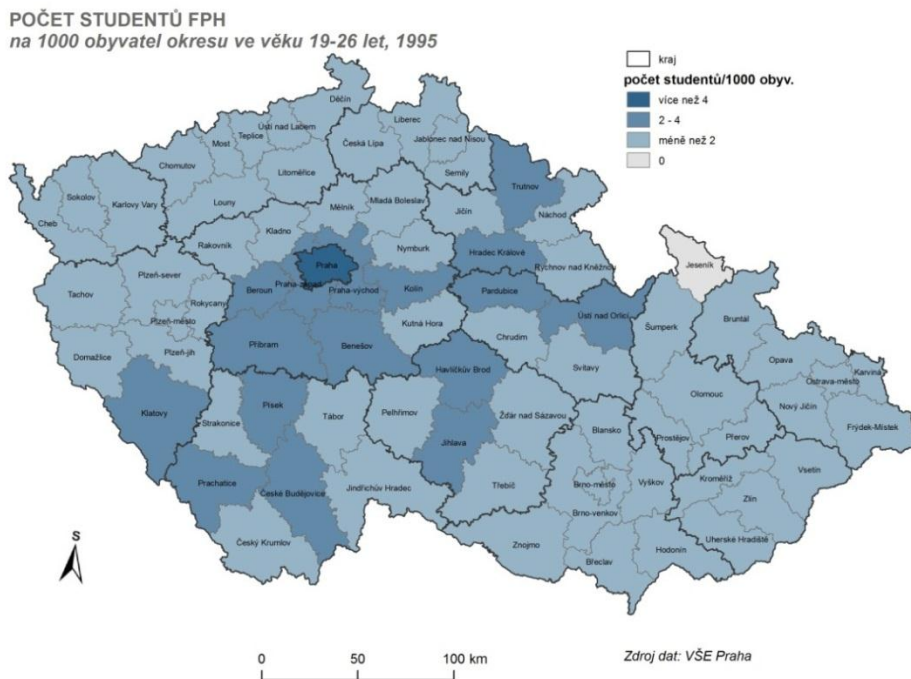 POČET STUDENTŮ FPH
na 1000 obyvatel okresu ve věku 19-26 let, 1995
kraj
počet studentů/1000 obyv.
více než 4
2 - 4
méně než 2
0
Děčín
Liberec
Ústí nad Labem
Teplice
Most
Jablonec nad Nisou
Česká Lípa
Chomutov
Litoměřice
Semily
Trutnov
Sokolov
Karlovy Vary
Louny
Mělník
Mladá Boleslav
Jičín
Náchod
Cheb
Kladno
Rakovník
Nymburk
Hradec Králové
Rychnov nad Kněžnou
Jeseník
Praha
Plzeň-sever
Tachov
Beroun
Praha-západ
Praha-východ
Kolín
Pardubice
Rokycany
Ústí nad Orlicí
Bruntál
Plzeň-město
Kutná Hora
Šumperk
Chrudim
Příbram
Benešov
Domažlice
Plzeň-jih
Opava
Havlíčkův Brod
Svitavy
Karviná
Ostrava-město
Olomouc
Klatovy
Písek
Tábor
Pelhřimov
Nový Jičín
Strakonice
Žďár nad Sázavou
Blansko
Frýdek-Místek
Jihlava
Prostějov
Přerov
Vsetín
Prachatice
České Budějovice
Jindřichův Hradec
Třebíč
Brno-město
Vyškov
Kroměříž
Zlín
Brno-venkov
Český Krumlov
Znojmo
Uherské Hradiště
Hodonín
Břeclav
S
0 50 100 km
Zdroj dat: VŠE Praha